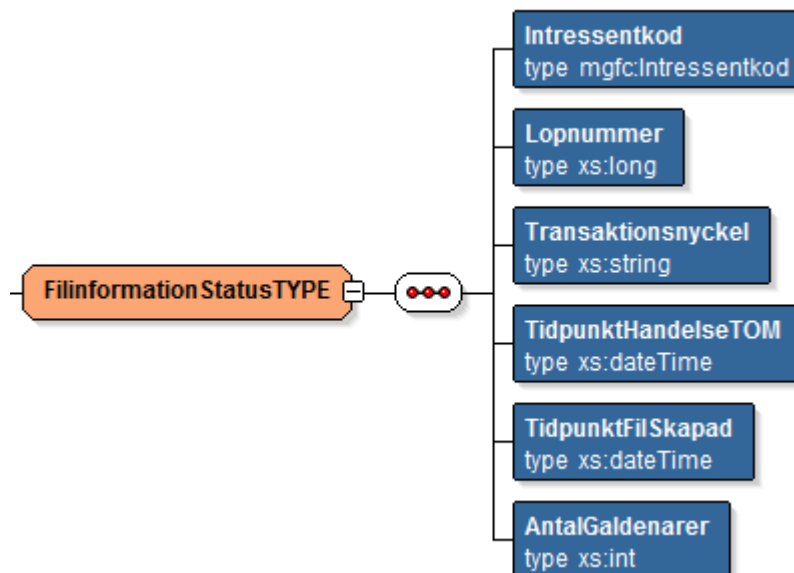 Intressentkod
type mgfc:Intressentkod
Lopnummer
type xs:long
Transaktionsnyckel
type xs:string
FilinformationStatusTYPE
TidpunktHandelseTOM
type xs:dateTime
TidpunktFilSkapad
type xs:dateTime
AntalGaldenarer
type xs:int